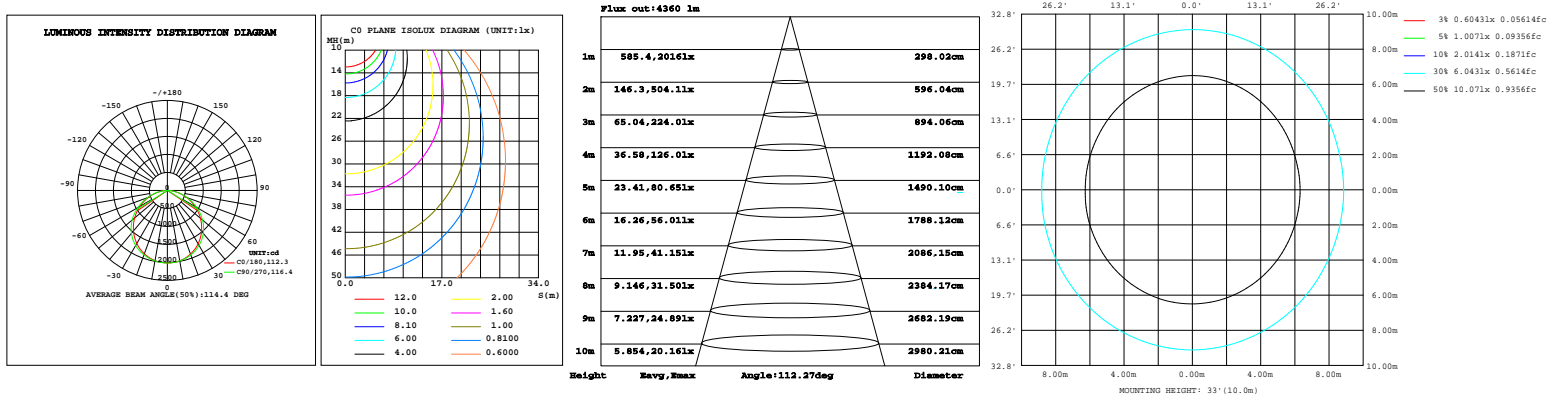 LUMINOUS INTENSITY DISTRIBUTION DIAGRAM
-/+180
-150
150
-120
120
-90
90
-60
60
-30
30
0
0
500
1000
1500
2000
2500
UNIT:cd
C0/180,112.3
C90/270,116.4
AVERAGE BEAM ANGLE(50%):114.4 DEG
C0 PLANE ISOLUX DIAGRAM (UNIT:lx)
MH(m)
10
14
18
22
26
30
34
38
42
46
50
0.0
17.0
34.0
S(m)
12.0
2.00
10.0
1.60
8.10
1.00
6.00
0.8100
4.00
0.6000
Flux out:4360 lm
1m 585.4,2016lx 298.02cm
2m 146.3,504.1lx 596.04cm
3m 65.04,224.0lx 894.06cm
4m 36.58,126.0lx 1192.08cm
5m 23.41,80.65lx 1490.10cm
6m 16.26,56.01lx 1788.12cm
7m 11.95,41.15lx 2086.15cm
8m 9.146,31.50lx 2384.17cm
9m 7.227,24.89lx 2682.19cm
10m 5.854,20.16lx 2980.21cm
Height Eavg,Emax Angle:112.27deg Diameter
26.2' 13.1' 0.0' 13.1' 26.2'
32.8' 10.00m
26.2' 8.00m
19.7' 6.00m
13.1' 4.00m
6.6' 2.00m
0.0' 0.00m
6.6' 2.00m
13.1' 4.00m
19.7' 6.00m
26.2' 8.00m
32.8' 10.00m
8.00m 4.00m 0.00m 4.00m 8.00m
MOUNTING HEIGHT: 33'(10.0m)
3% 0.6043lx 0.05614fc
5% 1.007lx 0.09356fc
10% 2.014lx 0.1871fc
30% 6.043lx 0.5614fc
50% 10.07lx 0.9356fc